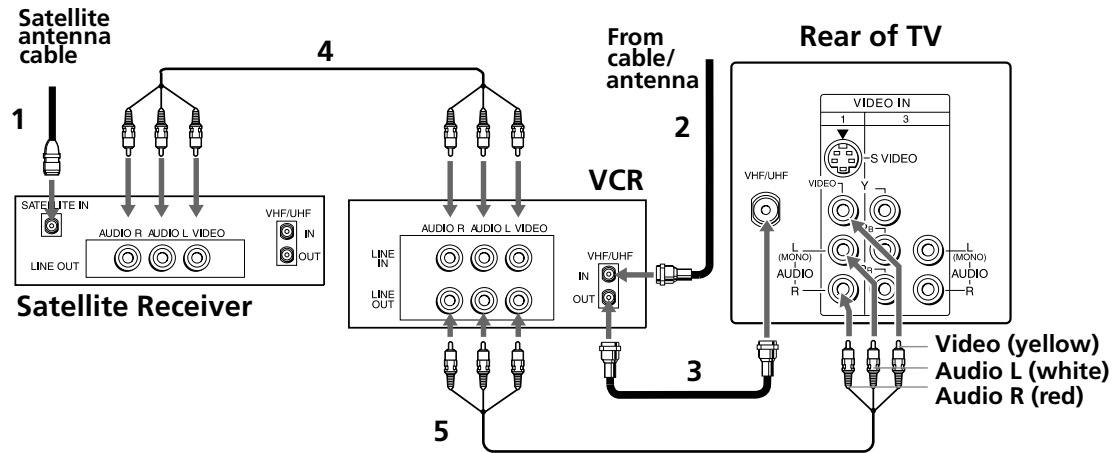 Satellite
antenna
cable
1
4
From
cable/
antenna
2
Rear of TV
VIDEO IN
1 3
S VIDEO
VHF/UHF
VIDEO Y
L
(MONO)
AUDIO
R
L
(MONO)
AUDIO
R
SATELLITE IN
AUDIO R AUDIO L VIDEO
LINE OUT
VHF/UHF
IN
OUT
Satellite Receiver
VCR
AUDIO R AUDIO L VIDEO
LINE
IN
LINE
OUT
VHF/UHF
IN
OUT
3
5
Video (yellow)
Audio L (white)
Audio R (red)